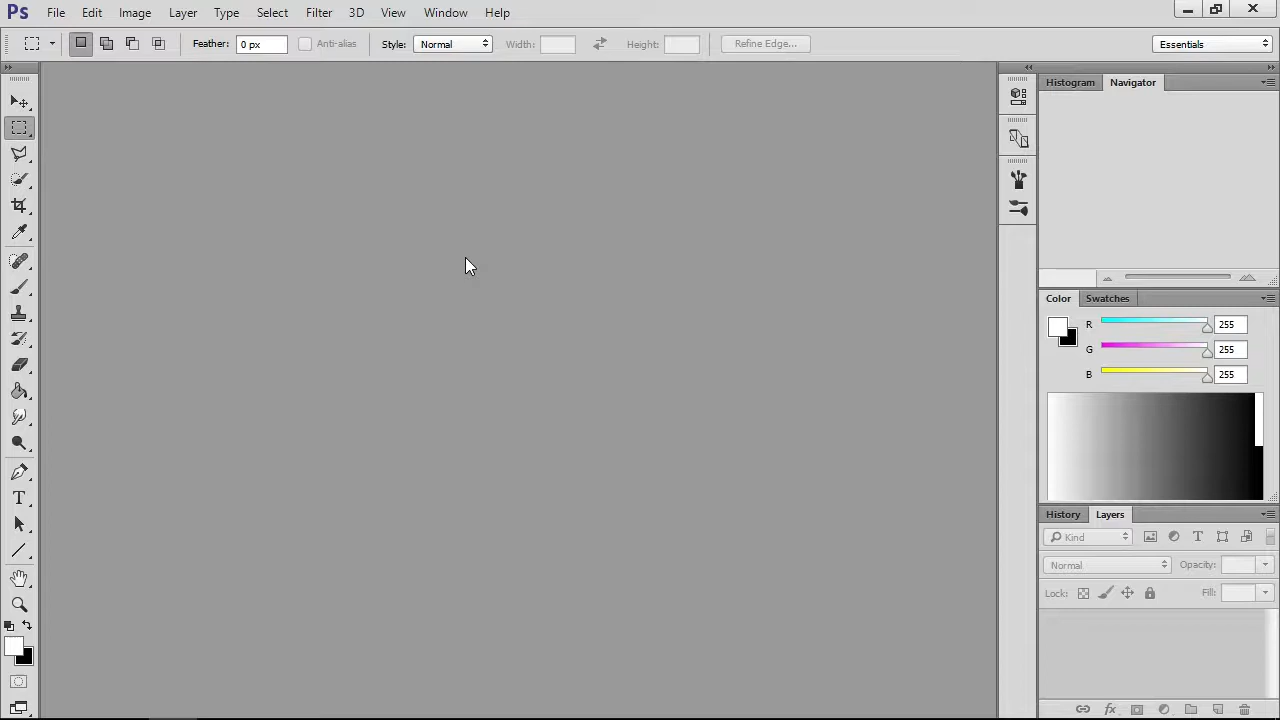 Ps File Edit Image Layer Type Select Filter 3D View Window Help
Feather: 0 px Anti-alias Style: Normal Width: Height: Refine Edge... Essentials
Histogram Navigator
Color Swatches
R 255
G 255
B 255
History Layers
Kind T
Normal Opacity:
Lock: Fill:
fx
T